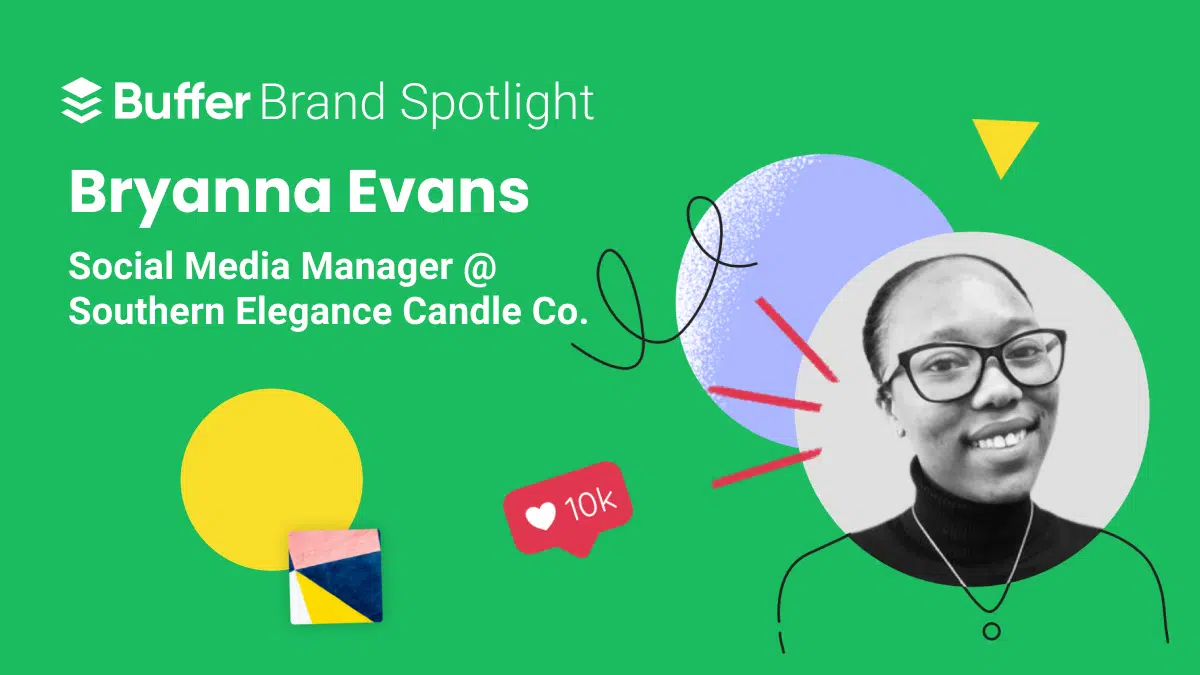 Buffer Brand Spotlight
Bryanna Evans
Social Media Manager @
Southern Elegance Candle Co.
10k